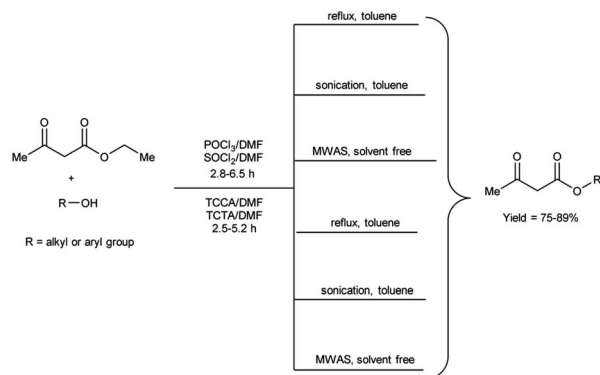 reflux, toluene
sonication, toluene
MWAS, solvent free
reflux, toluene
sonication, toluene
MWAS, solvent free
O O
Me O Me
+
R—OH
R = alkyl or aryl group
POCl3/DMF
SOCl2/DMF
2.8-6.5 h
TCCA/DMF
TCTA/DMF
2.5-5.2 h
O O
Me O R
Yield = 75-89%